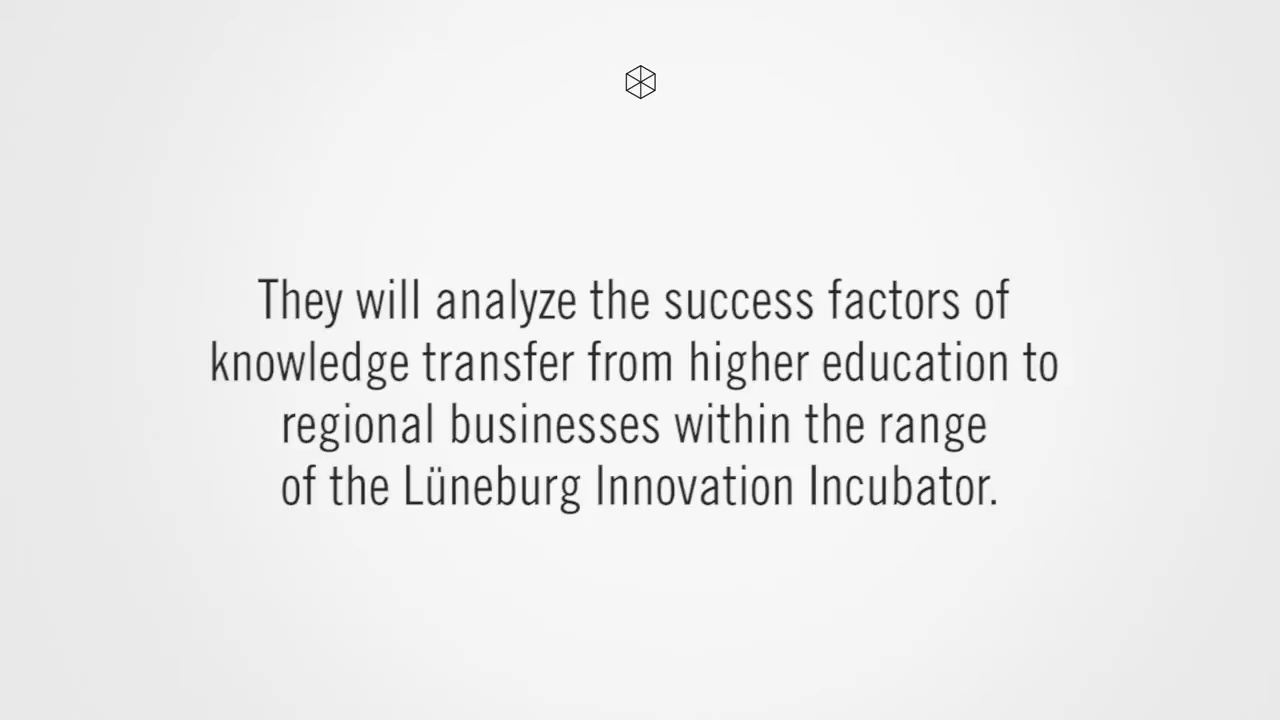 They will analyze the success factors of
knowledge transfer from higher education to
regional businesses within the range
of the Lüneburg Innovation Incubator.